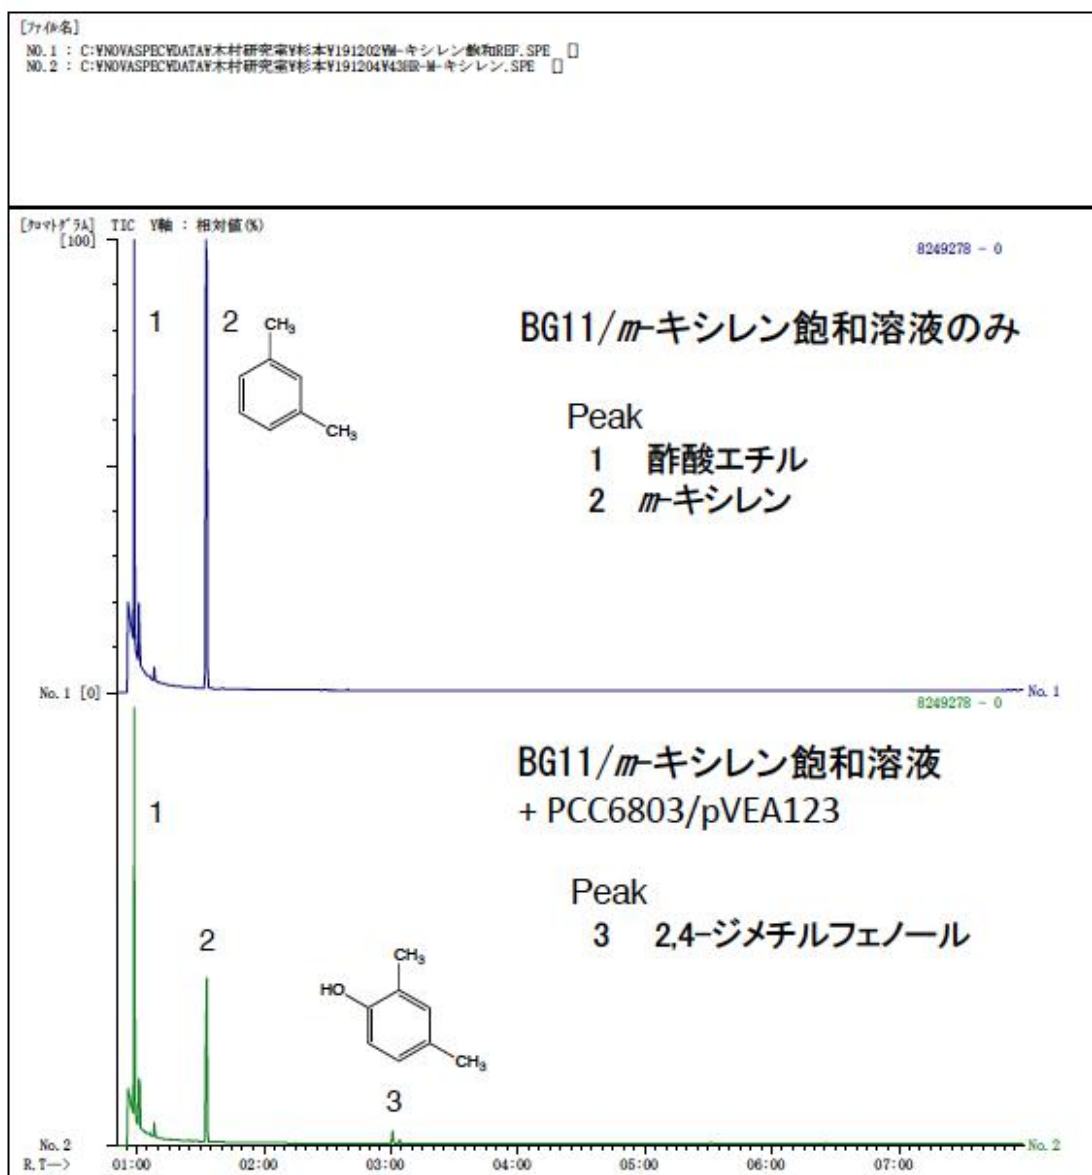 [ファイル名]
NO.1 : C:¥NOVASPEC¥DATA¥木村研究室¥杉本¥191202¥M-キシレン飽和REF.SPE []
NO.2 : C:¥NOVASPEC¥DATA¥木村研究室¥杉本¥191204¥43HR-M-キシレン.SPE []
[クロマトグラム] TIC Y軸 : 相対値(%)
[100]
8249278 - 0
1
2
CH3
CH3
BG11/m-キシレン飽和溶液のみ
Peak
1 酢酸エチル
2 m-キシレン
No.1 [0]
No.1
8249278 - 0
BG11/m-キシレン飽和溶液
+ PCC6803/pVEA123
1
Peak
3 2,4-ジメチルフェノール
2
CH3
HO
CH3
3
No.2
No.2
R.T—> 01:00 02:00 03:00 04:00 05:00 06:00 07:00